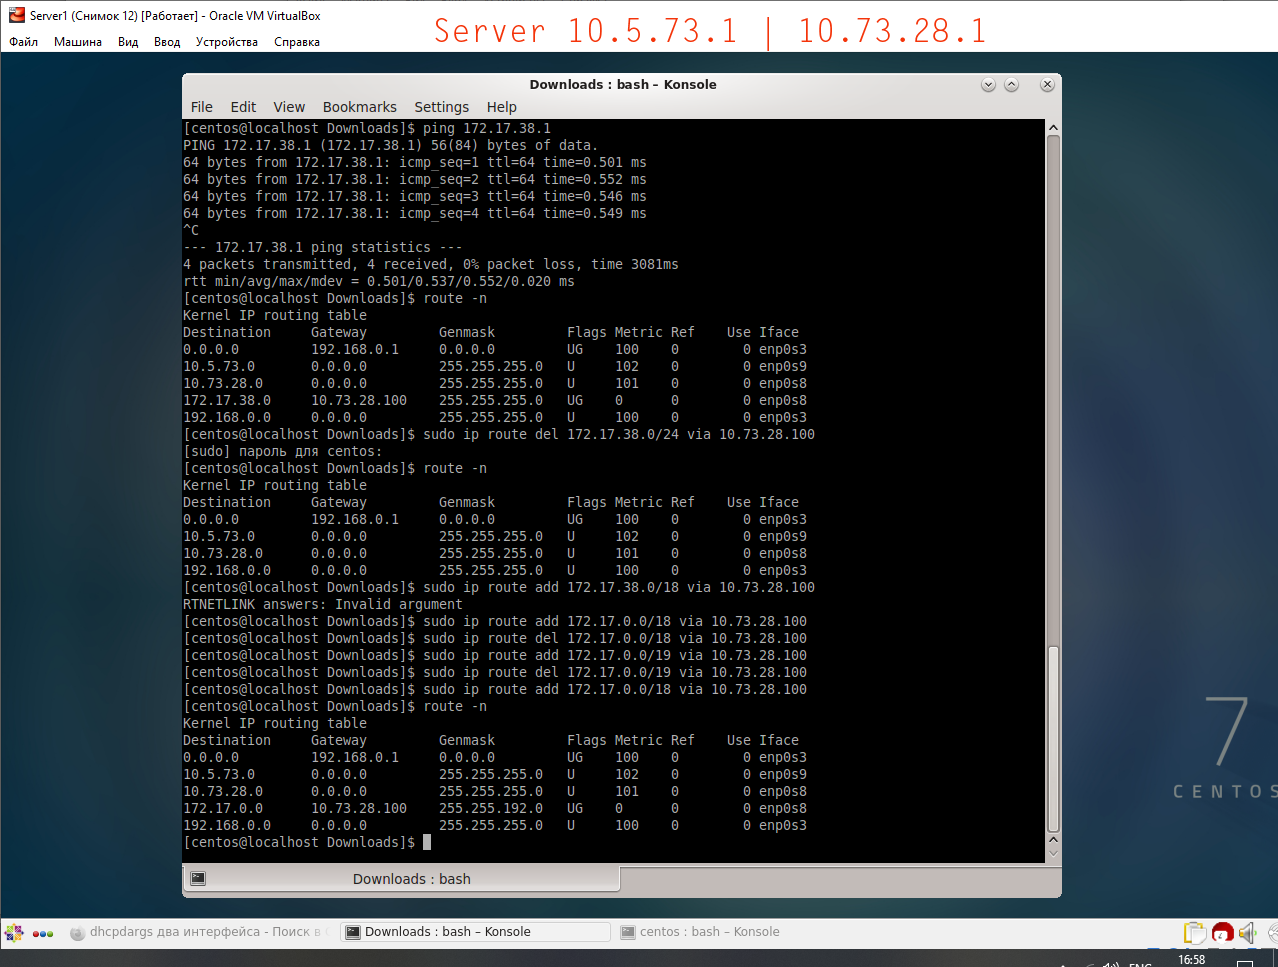 Server1 (Снимок 12) [Работает] - Oracle VM VirtualBox
Server 10.5.73.1 | 10.73.28.1
Файл Машина Вид Ввод Устройства Справка
Downloads : bash – Konsole
File Edit View Bookmarks Settings Help
[centos@localhost Downloads]$ ping 172.17.38.1
PING 172.17.38.1 (172.17.38.1) 56(84) bytes of data.
64 bytes from 172.17.38.1: icmp_seq=1 ttl=64 time=0.501 ms
64 bytes from 172.17.38.1: icmp_seq=2 ttl=64 time=0.552 ms
64 bytes from 172.17.38.1: icmp_seq=3 ttl=64 time=0.546 ms
64 bytes from 172.17.38.1: icmp_seq=4 ttl=64 time=0.549 ms
^C
--- 172.17.38.1 ping statistics ---
4 packets transmitted, 4 received, 0% packet loss, time 3081ms
rtt min/avg/max/mdev = 0.501/0.537/0.552/0.020 ms
[centos@localhost Downloads]$ route -n
Kernel IP routing table
Destination Gateway Genmask Flags Metric Ref Use Iface
0.0.0.0 192.168.0.1 0.0.0.0 UG 100 0 0 enp0s3
10.5.73.0 0.0.0.0 255.255.255.0 U 102 0 0 enp0s9
10.73.28.0 0.0.0.0 255.255.255.0 U 101 0 0 enp0s8
172.17.38.0 10.73.28.100 255.255.255.0 UG 0 0 0 enp0s8
192.168.0.0 0.0.0.0 255.255.255.0 U 100 0 0 enp0s3
[centos@localhost Downloads]$ sudo ip route del 172.17.38.0/24 via 10.73.28.100
[sudo] пароль для centos:
[centos@localhost Downloads]$ route -n
Kernel IP routing table
Destination Gateway Genmask Flags Metric Ref Use Iface
0.0.0.0 192.168.0.1 0.0.0.0 UG 100 0 0 enp0s3
10.5.73.0 0.0.0.0 255.255.255.0 U 102 0 0 enp0s9
10.73.28.0 0.0.0.0 255.255.255.0 U 101 0 0 enp0s8
192.168.0.0 0.0.0.0 255.255.255.0 U 100 0 0 enp0s3
[centos@localhost Downloads]$ sudo ip route add 172.17.38.0/18 via 10.73.28.100
RTNETLINK answers: Invalid argument
[centos@localhost Downloads]$ sudo ip route add 172.17.0.0/18 via 10.73.28.100
[centos@localhost Downloads]$ sudo ip route del 172.17.0.0/18 via 10.73.28.100
[centos@localhost Downloads]$ sudo ip route add 172.17.0.0/19 via 10.73.28.100
[centos@localhost Downloads]$ sudo ip route del 172.17.0.0/19 via 10.73.28.100
[centos@localhost Downloads]$ sudo ip route add 172.17.0.0/18 via 10.73.28.100
[centos@localhost Downloads]$ route -n
Kernel IP routing table
Destination Gateway Genmask Flags Metric Ref Use Iface
0.0.0.0 192.168.0.1 0.0.0.0 UG 100 0 0 enp0s3
10.5.73.0 0.0.0.0 255.255.255.0 U 102 0 0 enp0s9
10.73.28.0 0.0.0.0 255.255.255.0 U 101 0 0 enp0s8
172.17.0.0 10.73.28.100 255.255.192.0 UG 0 0 0 enp0s8
192.168.0.0 0.0.0.0 255.255.255.0 U 100 0 0 enp0s3
[centos@localhost Downloads]$
7
CENTOS
Downloads : bash
dhcpdargs два интерфейса - Поиск в
Downloads : bash – Konsole
centos : bash – Konsole
ENG
16:58